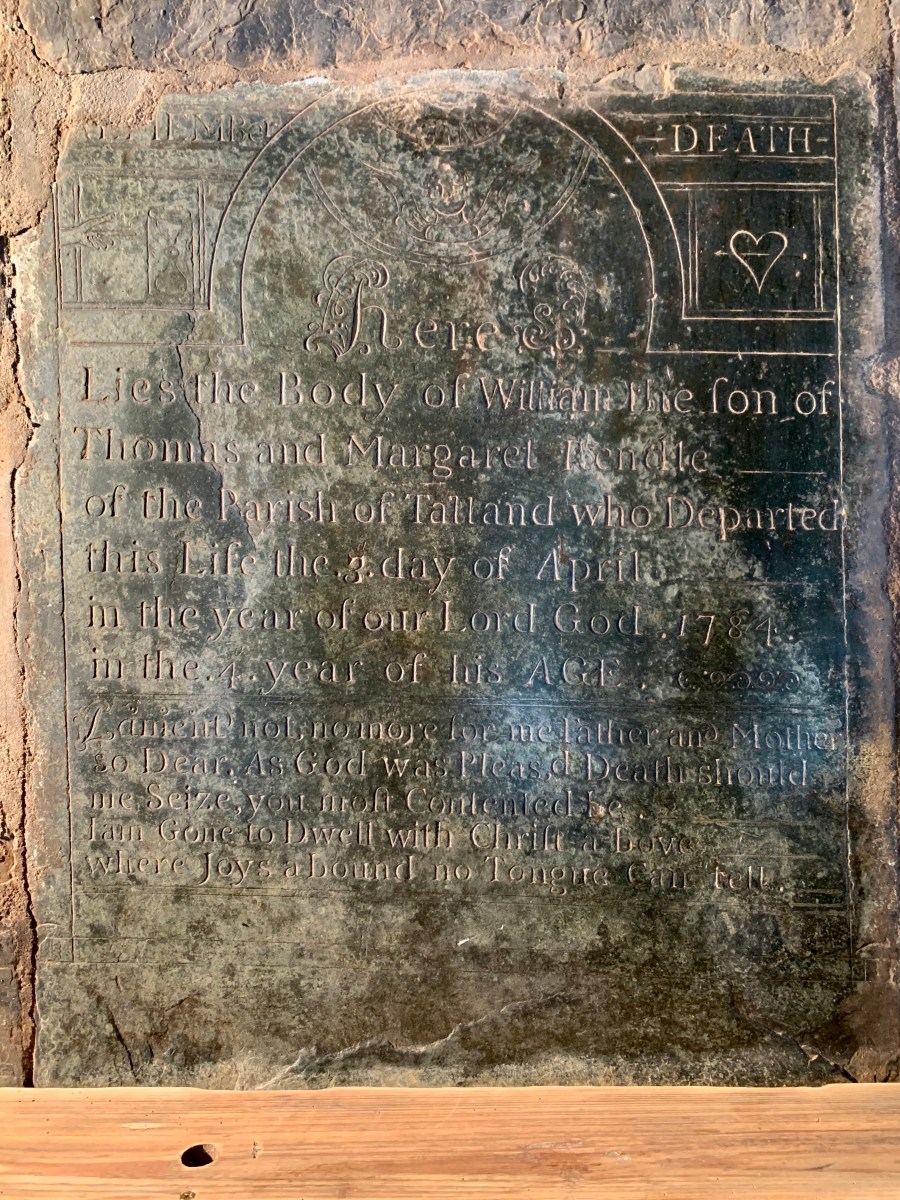 DEATH
Here
Lies the Body of William the ſon of
Thomas and Margaret Rendle
of the Pariſh of Talland who Departed
this Life the .3. day of April
in the year of our Lord God . 1784 .
in the .4. year of his AGE .
Lament not, no more for me Father and Mother
so Dear. As God was Pleas,d Death should
me Seize, you moſt Contented be .
Iam Gone to Dwell with Chriſt a bove
where Joys abound no Tongue Can tell .